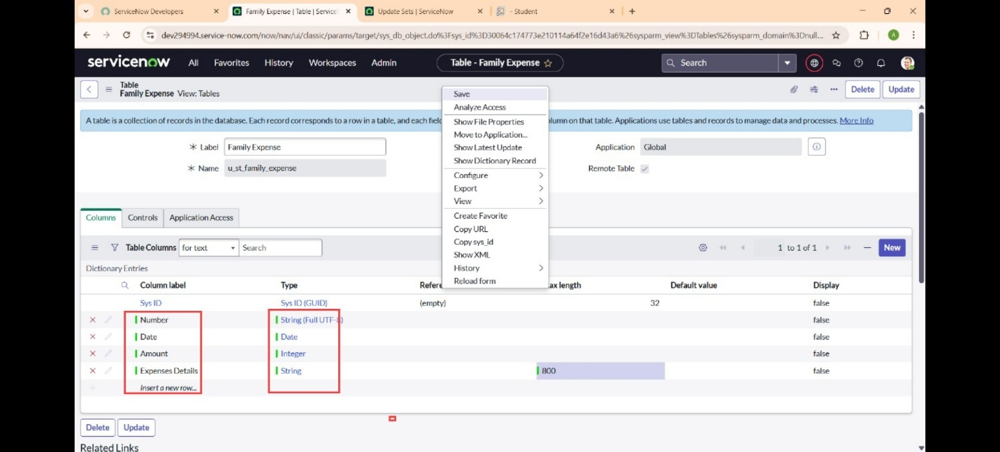 ServiceNow Developers
Family Expense | Table | Service
Update Sets | ServiceNow
- Student
dev294994.service-now.com/now/nav/ui/classic/params/target/sys_db_object.do%3Fsys_id%3D30064c174773e210114a64f2e16d43a6%26sysparm_view%3DTables%26sysparm_domain%3Dnull...
A
servicenow All Favorites History Workspaces Admin
Table - Family Expense
Search
Table
Family Expense View: Tables
Delete Update
A table is a collection of records in the database. Each record corresponds to a row in a table, and each field
olumn on that table. Applications use tables and records to manage data and processes. More Info
Save
Analyze Access
Show File Properties
Move to Application...
Show Latest Update
Show Dictionary Record
Configure
Export
View
Create Favorite
Copy URL
Copy sys_id
Show XML
History
Reload form
Label Family Expense
Name u_st_family_expense
Application Global
Remote Table
Columns Controls Application Access
Table Columns for text Search
1 to 1 of 1 New
Dictionary Entries
Column label Type Refere ax length Default value Display
Sys ID Sys ID (GUID) (empty) 32 false
Number String (Full UTF-8) false
Date Date false
Amount Integer false
Expenses Details String 800 false
Insert a new row...
Delete Update
Related Links